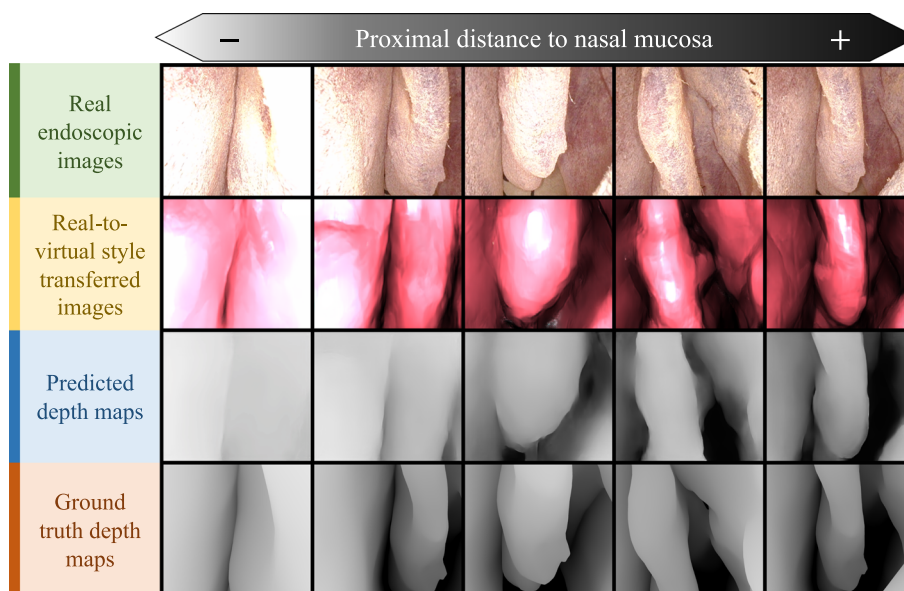 − Proximal distance to nasal mucosa +
Real
endoscopic
images
Real-to-
virtual style
transferred
images
Predicted
depth maps
Ground
truth depth
maps